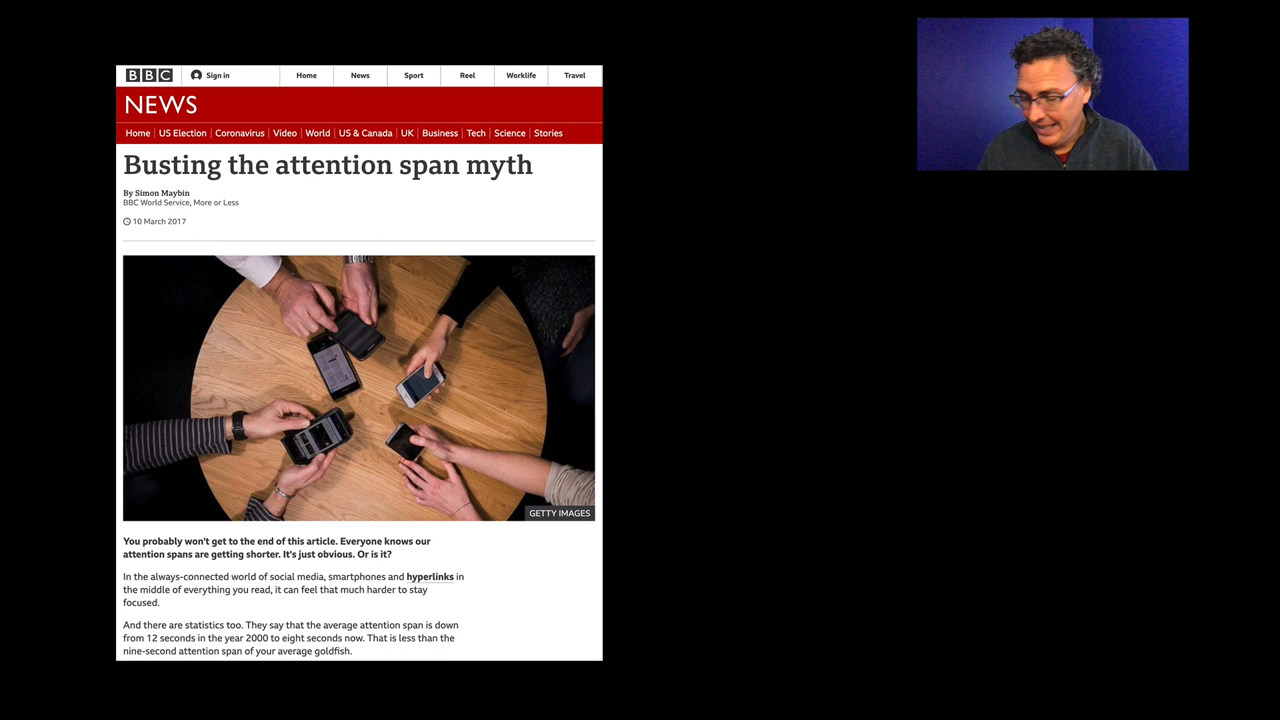 BBC Sign in Home News Sport Reel Worklife Travel
NEWS
Home US Election Coronavirus Video World US & Canada UK Business Tech Science Stories
Busting the attention span myth
By Simon Maybin
BBC World Service, More or Less
10 March 2017
GETTY IMAGES
You probably won't get to the end of this article. Everyone knows our
attention spans are getting shorter. It's just obvious. Or is it?
In the always-connected world of social media, smartphones and hyperlinks in
the middle of everything you read, it can feel that much harder to stay
focused.
And there are statistics too. They say that the average attention span is down
from 12 seconds in the year 2000 to eight seconds now. That is less than the
nine-second attention span of your average goldfish.